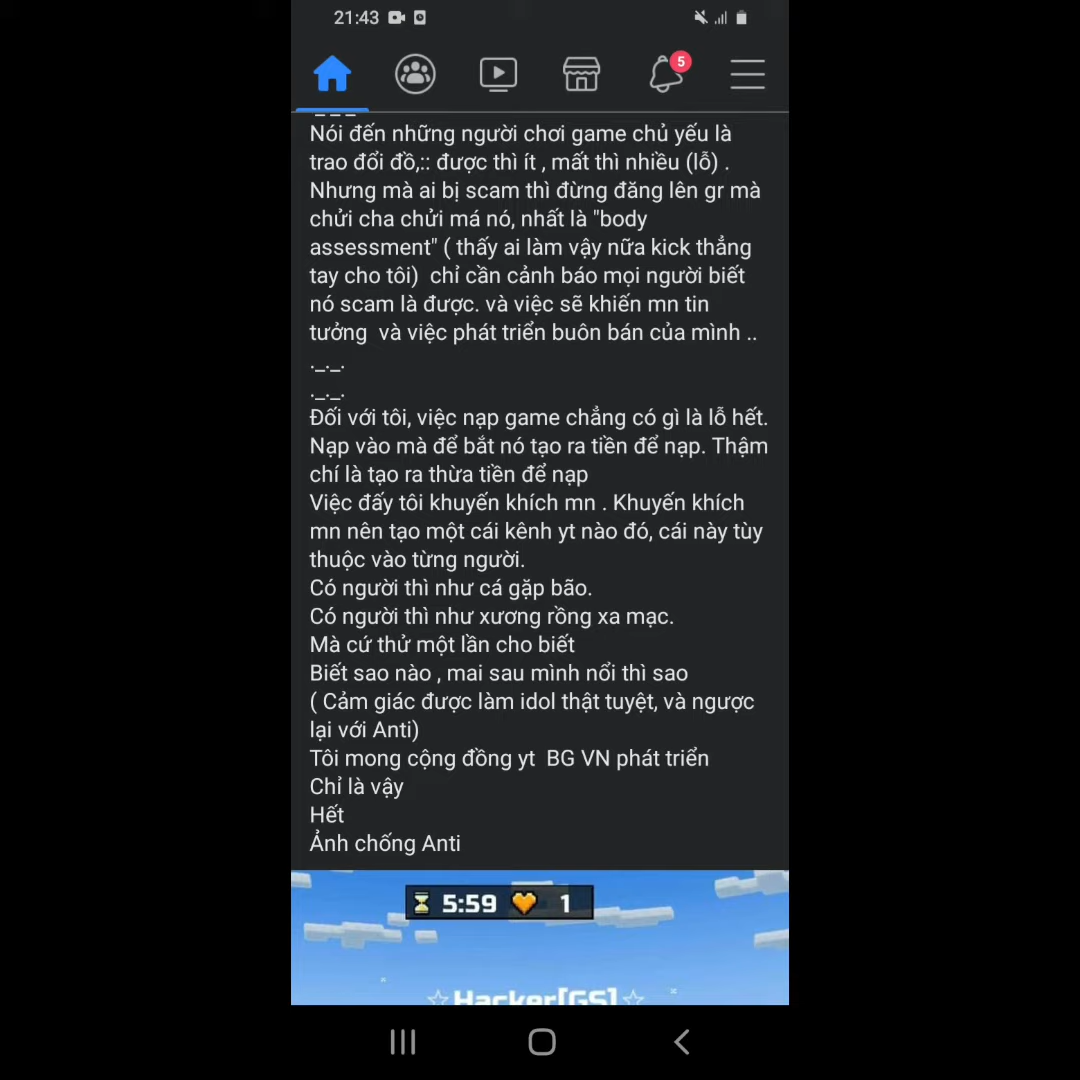 21:43
5
Nói đến những người chơi game chủ yếu là
trao đổi đồ,:: được thì ít , mất thì nhiều (lỗ) .
Nhưng mà ai bị scam thì đừng đăng lên gr mà
chửi cha chửi má nó, nhất là "body
assessment" ( thấy ai làm vậy nữa kick thẳng
tay cho tôi)  chỉ cần cảnh báo mọi người biết
nó scam là được. và việc sẽ khiến mn tin
tưởng  và việc phát triển buôn bán của mình ..
._._.
._._.
Đối với tôi, việc nạp game chẳng có gì là lỗ hết.
Nạp vào mà để bắt nó tạo ra tiền để nạp. Thậm
chí là tạo ra thừa tiền để nạp
Việc đấy tôi khuyến khích mn . Khuyến khích
mn nên tạo một cái kênh yt nào đó, cái này tùy
thuộc vào từng người.
Có người thì như cá gặp bão.
Có người thì như xương rồng xa mạc.
Mà cứ thử một lần cho biết
Biết sao nào , mai sau mình nổi thì sao
( Cảm giác được làm idol thật tuyệt, và ngược
lại với Anti)
Tôi mong cộng đồng yt  BG VN phát triển
Chỉ là vậy
Hết
Ảnh chống Anti
5:59 1
☆Hacker[GS]☆